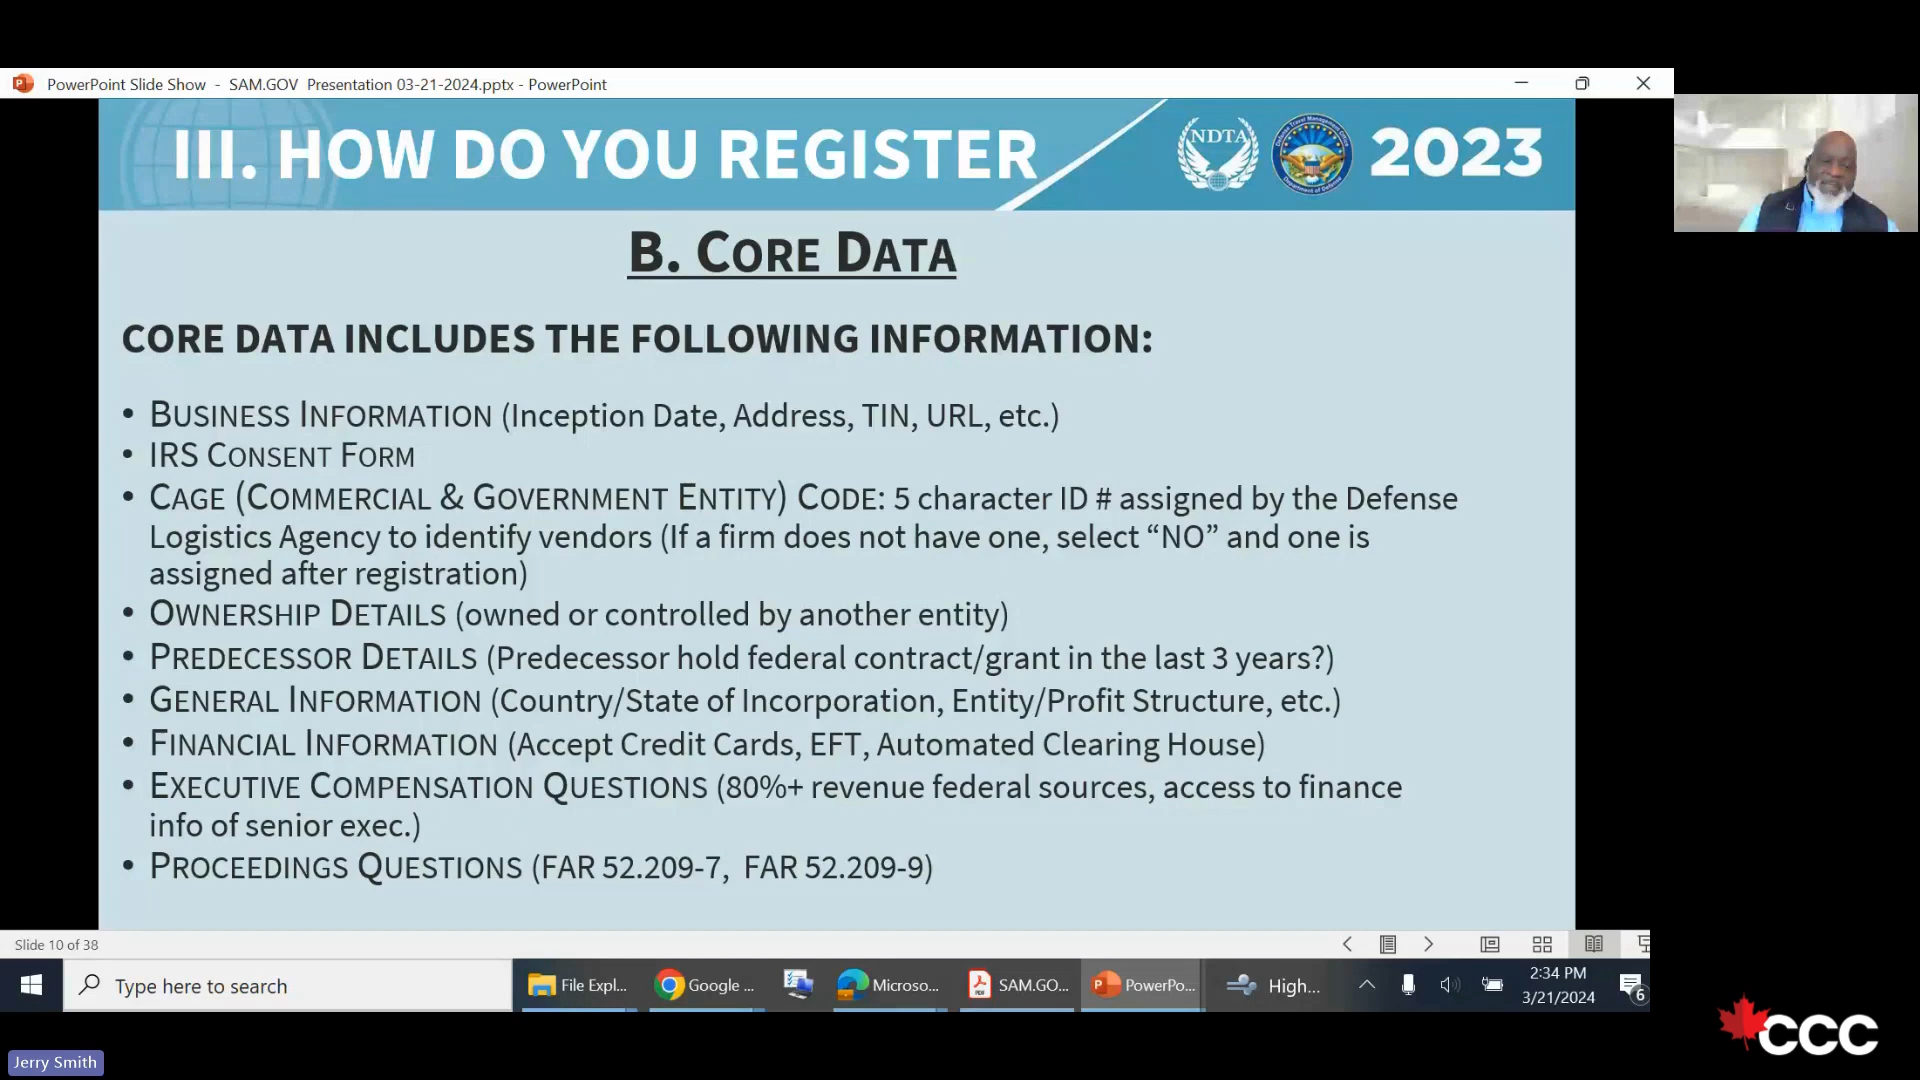 PowerPoint Slide Show - SAM.GOV Presentation 03-21-2024.pptx - PowerPoint
III. HOW DO YOU REGISTER
NDTA
2023
B. CORE DATA
CORE DATA INCLUDES THE FOLLOWING INFORMATION:
• BUSINESS INFORMATION (Inception Date, Address, TIN, URL, etc.)
• IRS CONSENT FORM
• CAGE (COMMERCIAL & GOVERNMENT ENTITY) CODE: 5 character ID # assigned by the Defense
Logistics Agency to identify vendors (If a firm does not have one, select “NO” and one is
assigned after registration)
• OWNERSHIP DETAILS (owned or controlled by another entity)
• PREDECESSOR DETAILS (Predecessor hold federal contract/grant in the last 3 years?)
• GENERAL INFORMATION (Country/State of Incorporation, Entity/Profit Structure, etc.)
• FINANCIAL INFORMATION (Accept Credit Cards, EFT, Automated Clearing House)
• EXECUTIVE COMPENSATION QUESTIONS (80%+ revenue federal sources, access to finance
info of senior exec.)
• PROCEEDINGS QUESTIONS (FAR 52.209-7, FAR 52.209-9)
Slide 10 of 38
Type here to search
File Expl...
Google ...
Microso...
SAM.GO...
PowerPo...
High...
2:34 PM
3/21/2024
6
CCC
Jerry Smith